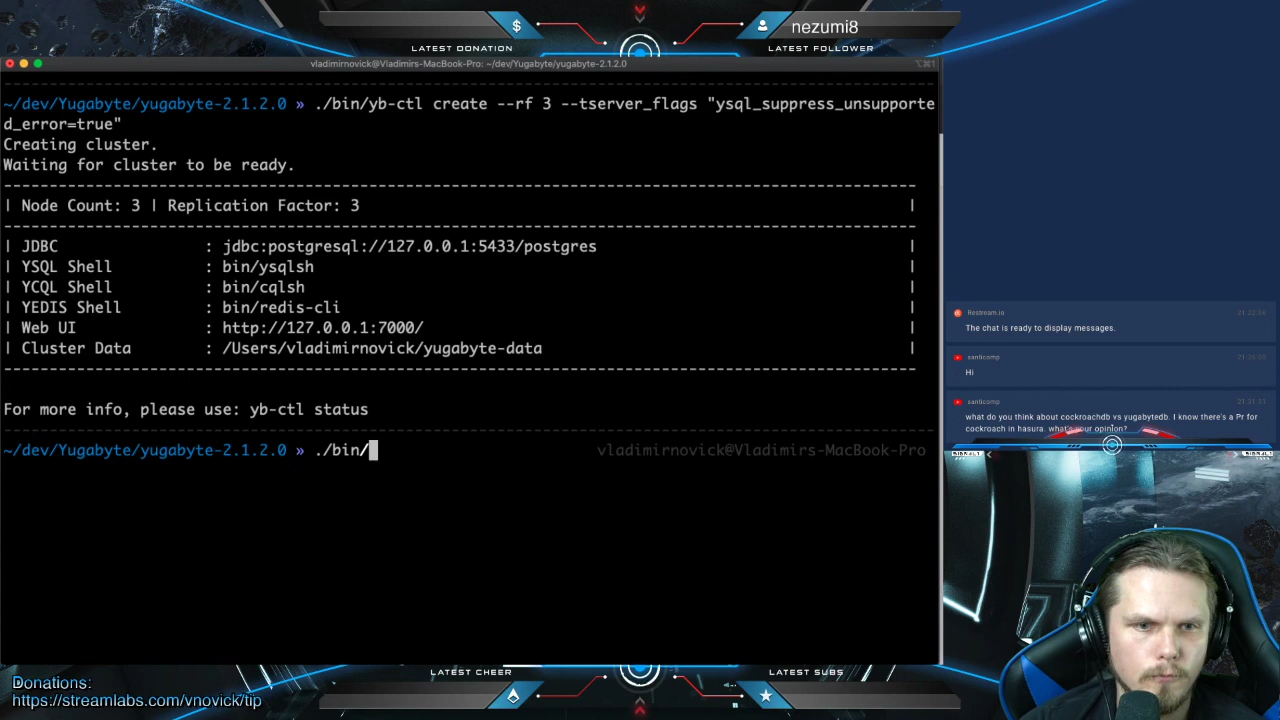 $
nezumi8
LATEST DONATION
LATEST FOLLOWER
vladimirnovick@Vladimirs-MacBook-Pro: ~/dev/Yugabyte/yugabyte-2.1.2.0
⌥⌘1
~/dev/Yugabyte/yugabyte-2.1.2.0 » ./bin/yb-ctl create --rf 3 --tserver_flags "ysql_suppress_unsupporte
d_error=true"
Creating cluster.
Waiting for cluster to be ready.
| Node Count: 3 | Replication Factor: 3 |
| JDBC : jdbc:postgresql://127.0.0.1:5433/postgres |
| YSQL Shell : bin/ysqlsh |
| YCQL Shell : bin/cqlsh |
| YEDIS Shell : bin/redis-cli |
| Web UI : http://127.0.0.1:7000/ |
| Cluster Data : /Users/vladimirnovick/yugabyte-data |
For more info, please use: yb-ctl status
~/dev/Yugabyte/yugabyte-2.1.2.0 » ./bin/ vladimirnovick@Vladimirs-MacBook-Pro
Restream.io
The chat is ready to display messages.
santicomp
Hi
santicomp
what do you think about cockroachdb vs yugabytedb. I know there's a Pr for
cockroach in hasura. what's your opinion?
LATEST CHEER
LATEST SUBS
Donations:
https://streamlabs.com/vnovick/tip